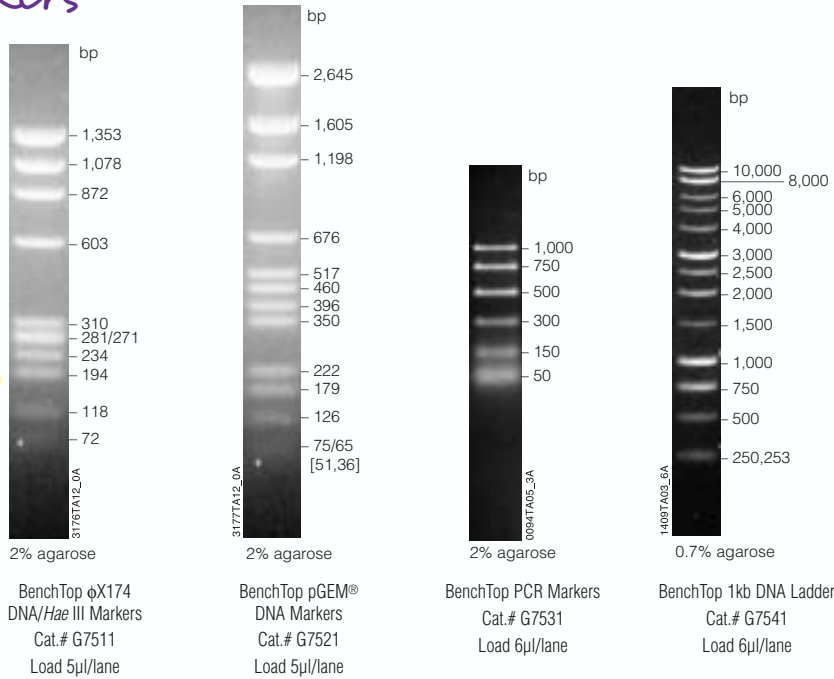 bp
1,353
1,078
872
603
310
281/271
234
194
118
72
3176TA12_0A
2% agarose
BenchTop ϕX174
DNA/Hae III Markers
Cat.# G7511
Load 5µl/lane
bp
2,645
1,605
1,198
676
517
460
396
350
222
179
126
75/65
[51,36]
3177TA12_0A
2% agarose
BenchTop pGEM®
DNA Markers
Cat.# G7521
Load 5µl/lane
bp
1,000
750
500
300
150
50
0094TA05_3A
2% agarose
BenchTop PCR Markers
Cat.# G7531
Load 6µl/lane
bp
10,000
8,000
6,000
5,000
4,000
3,000
2,500
2,000
1,500
1,000
750
500
250,253
1409TA03_6A
0.7% agarose
BenchTop 1kb DNA Ladder
Cat.# G7541
Load 6µl/lane